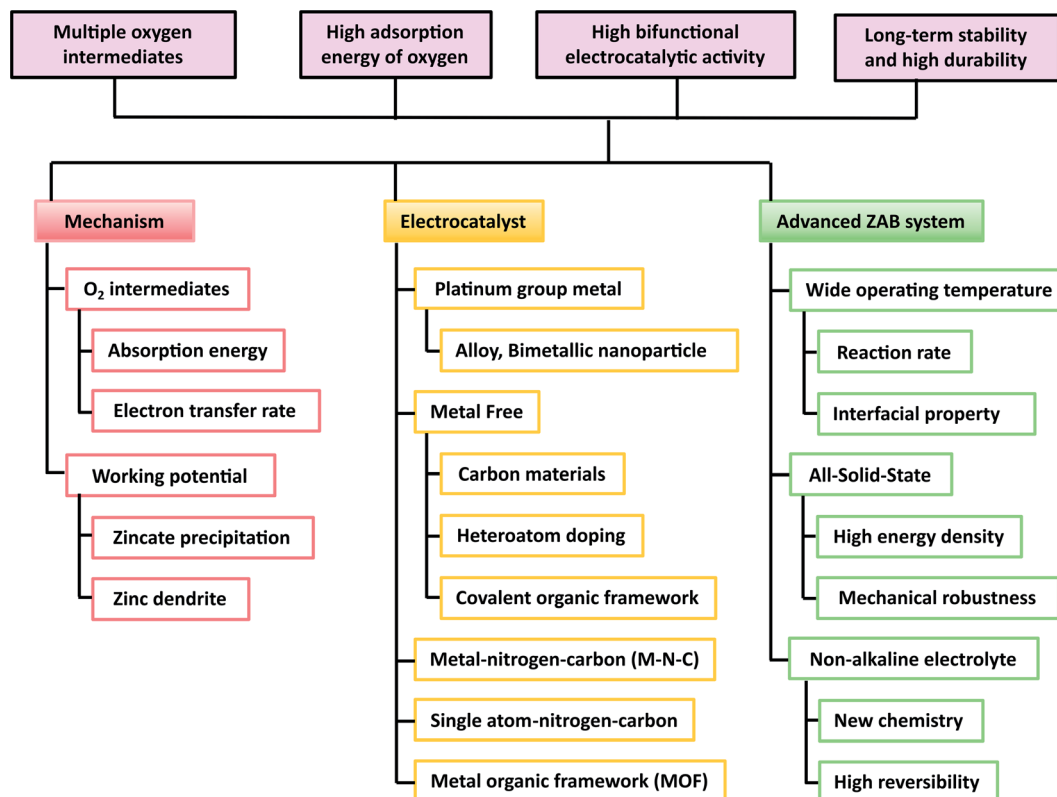 Multiple oxygen
intermediates
High adsorption
energy of oxygen
High bifunctional
electrocatalytic activity
Long-term stability
and high durability
Mechanism
O₂ intermediates
Absorption energy
Electron transfer rate
Working potential
Zincate precipitation
Zinc dendrite
Electrocatalyst
Platinum group metal
Alloy, Bimetallic nanoparticle
Metal Free
Carbon materials
Heteroatom doping
Covalent organic framework
Metal-nitrogen-carbon (M-N-C)
Single atom-nitrogen-carbon
Metal organic framework (MOF)
Advanced ZAB system
Wide operating temperature
Reaction rate
Interfacial property
All-Solid-State
High energy density
Mechanical robustness
Non-alkaline electrolyte
New chemistry
High reversibility